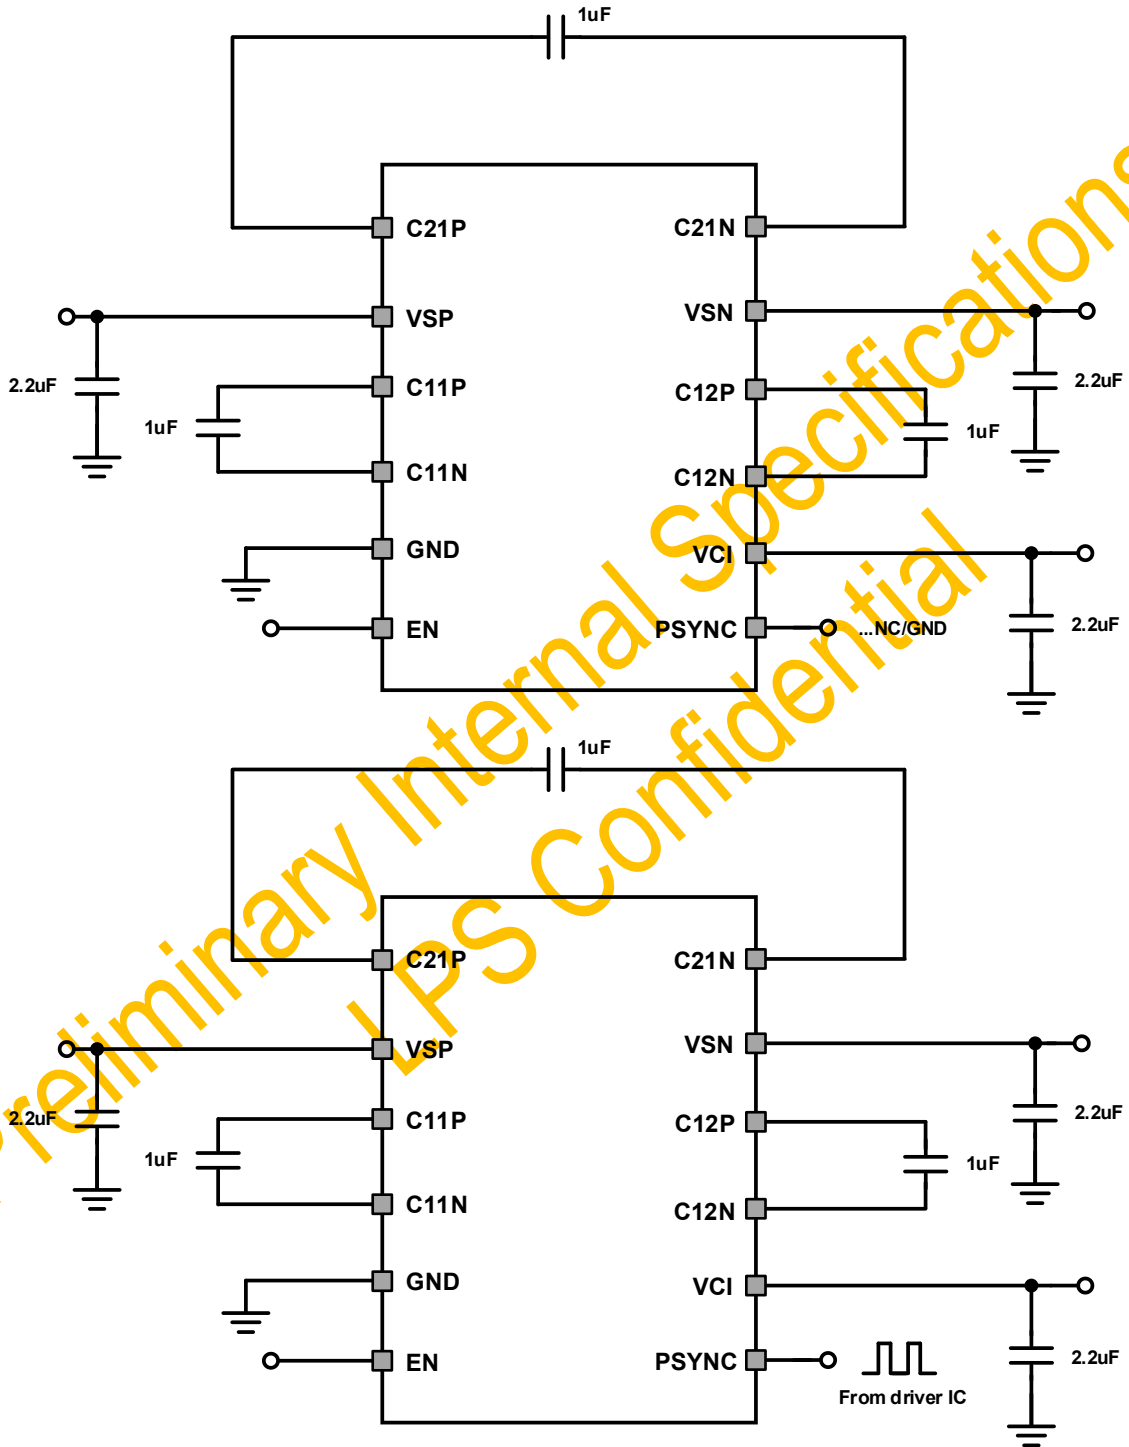 1uF
C21P
C21N
VSP
VSN
2.2uF
C11P
C12P
2.2uF
1uF
1uF
C11N
C12N
GND
VCI
EN
PSYNC
...NC/GND
2.2uF
1uF
C21P
C21N
VSP
VSN
2.2uF
C11P
C12P
2.2uF
1uF
1uF
C11N
C12N
GND
VCI
EN
PSYNC
2.2uF
From driver IC
Preliminary Internal Specifications
LPS Confidential